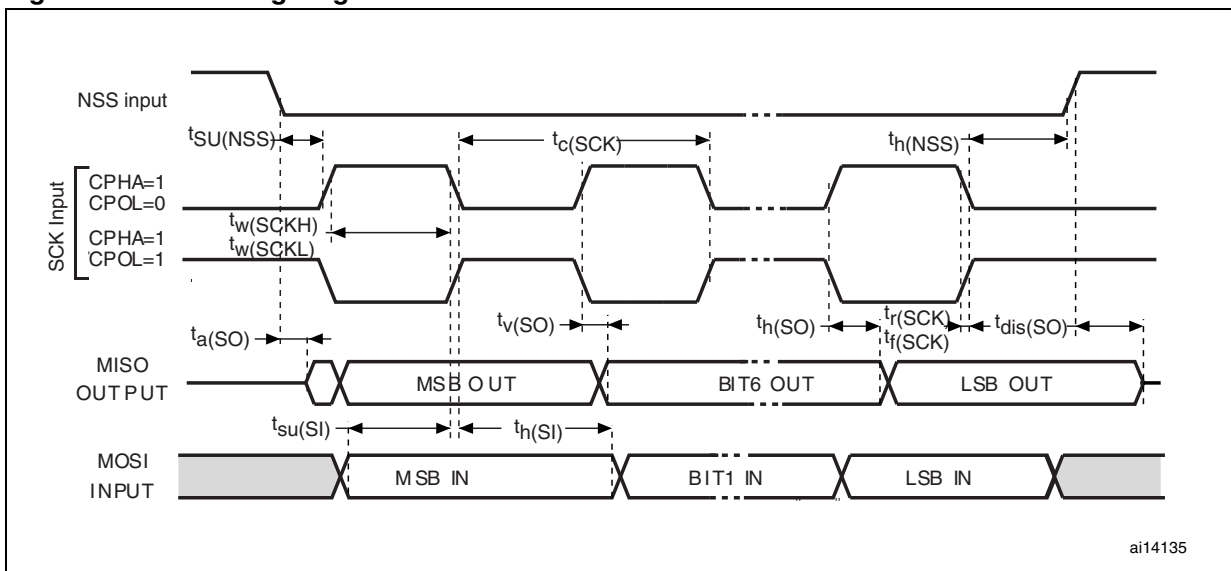 NSS input
tSU(NSS)
tc(SCK)
th(NSS)
SCK Input
CPHA=1
CPOL=0
tw(SCKH)
CPHA=1
tw(SCKL)
CPOL=1
ta(SO)
tv(SO)
th(SO)
tr(SCK)
tf(SCK)
tdis(SO)
MISO
OUTPUT
MSB OUT
BIT6 OUT
LSB OUT
tsu(SI)
th(SI)
MOSI
INPUT
MSB IN
BIT1 IN
LSB IN
ai14135